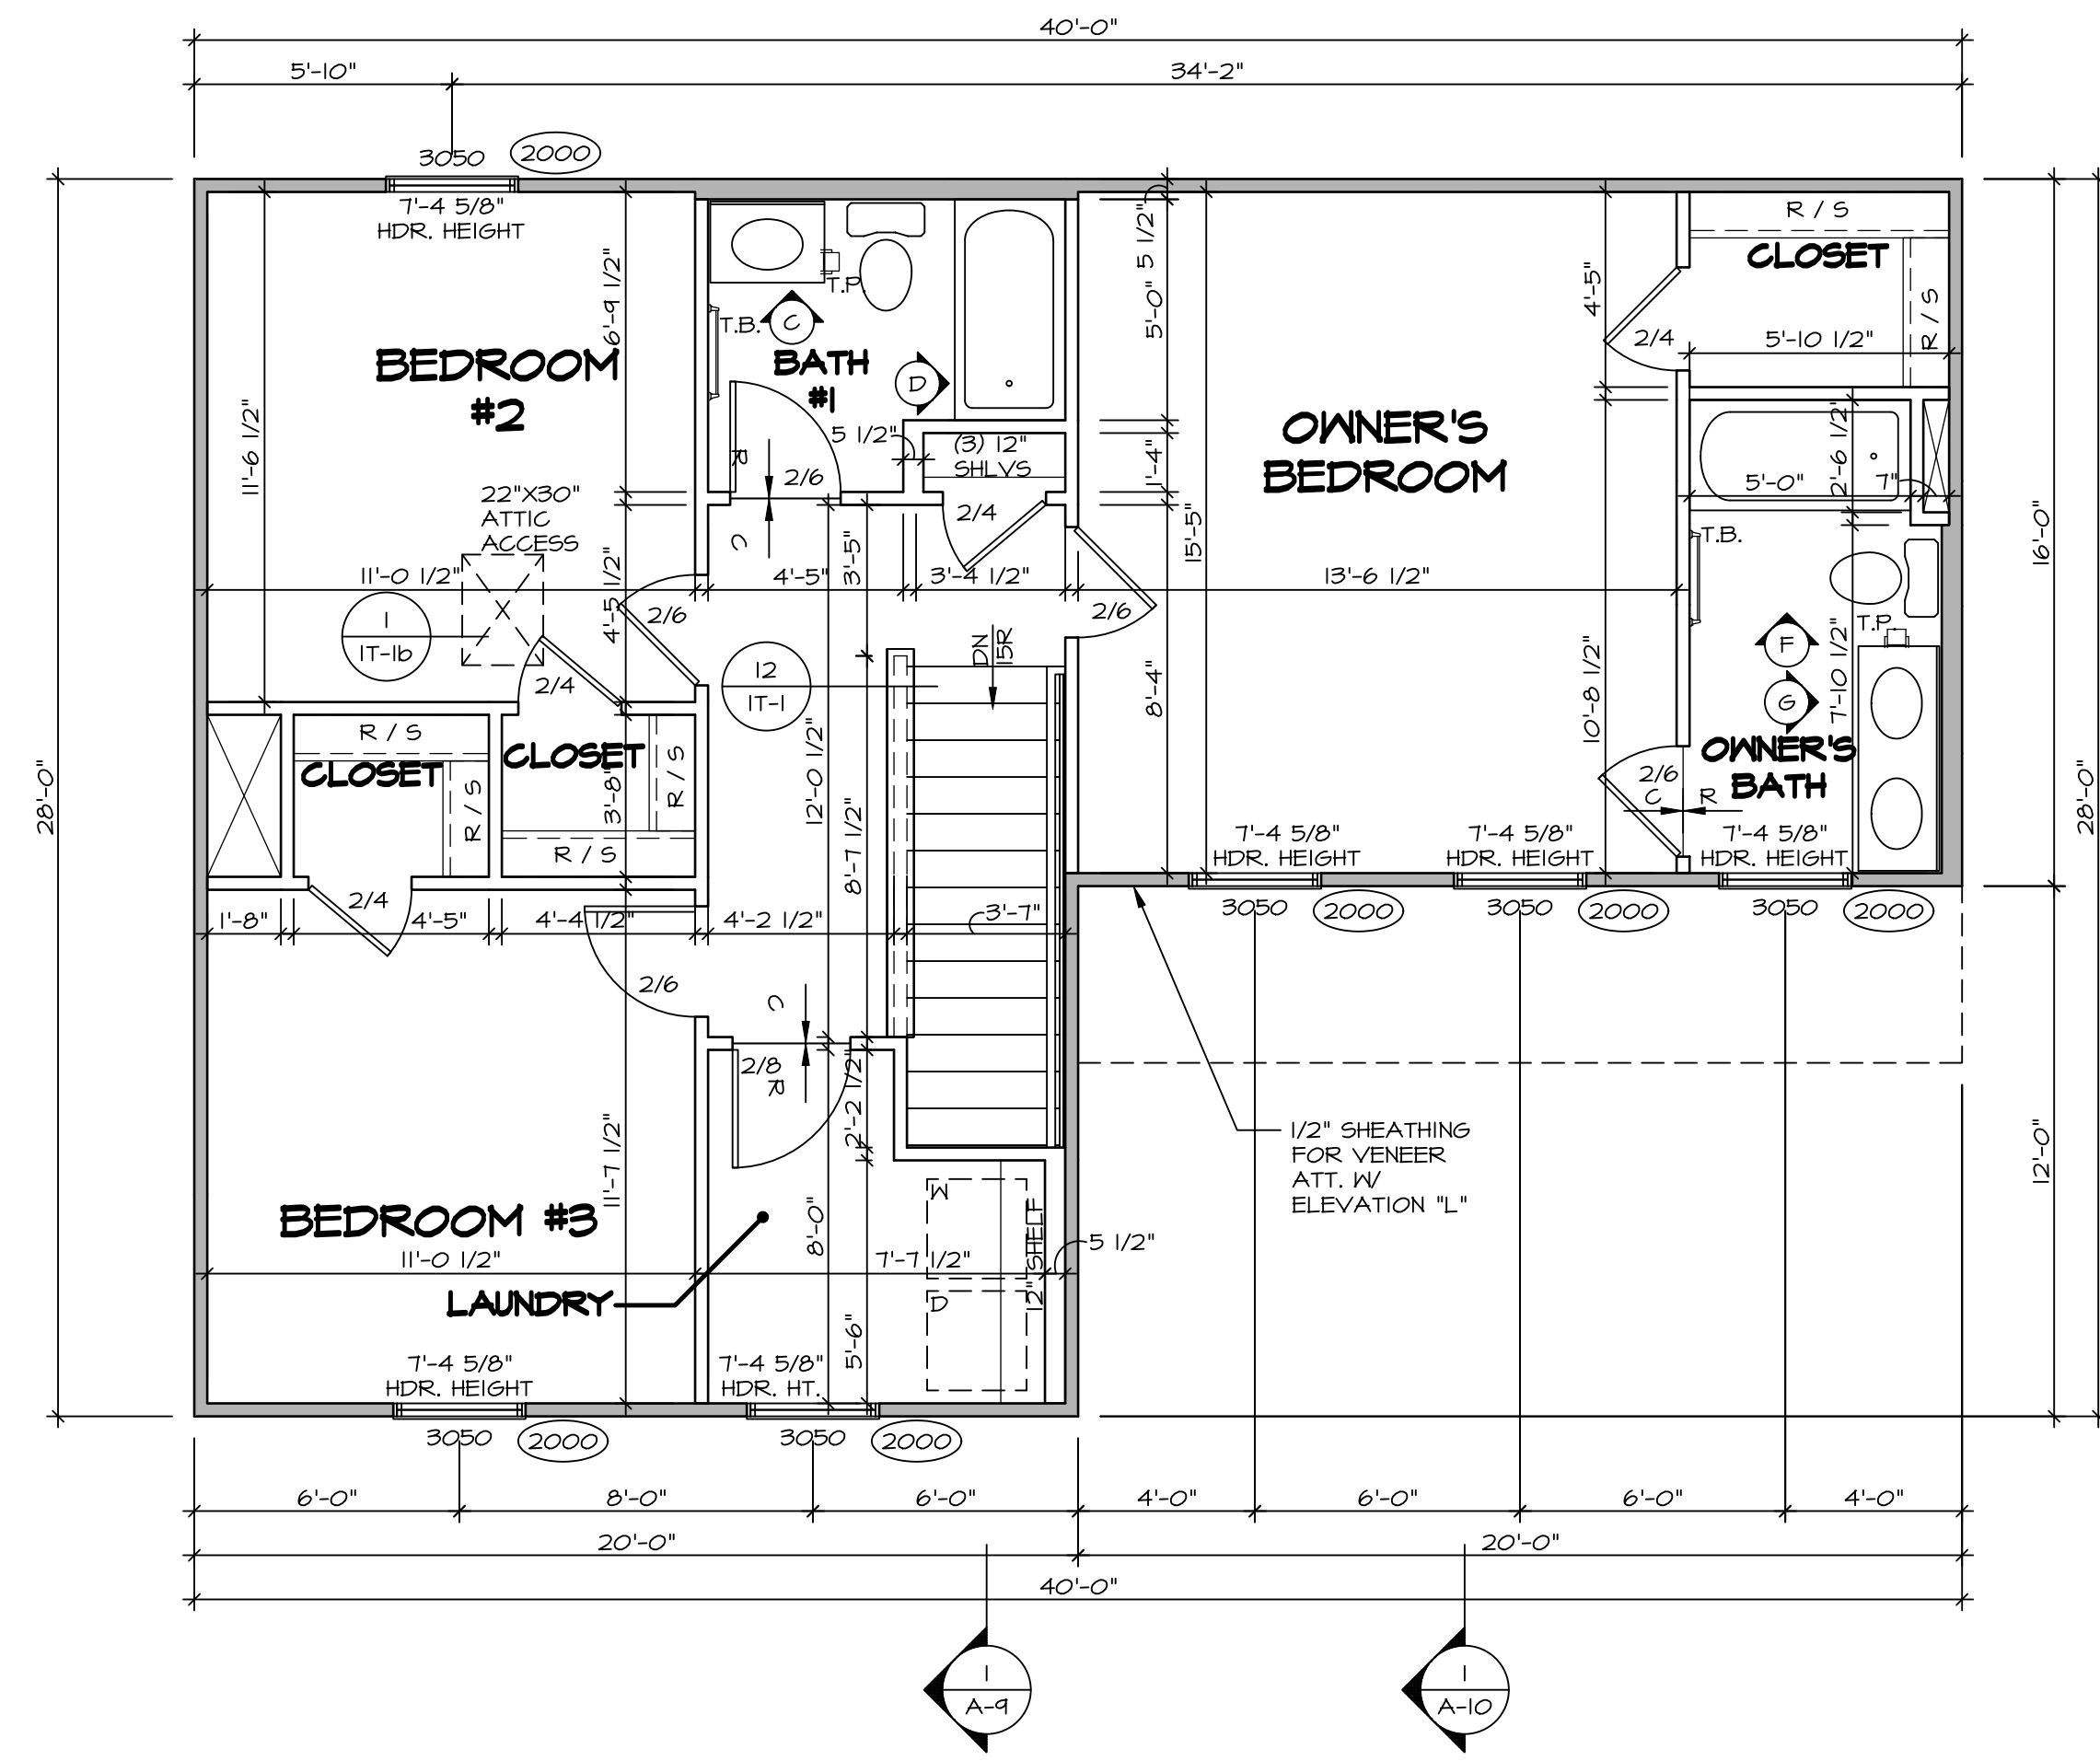 40'-0"
5'-10"
34'-2"
3050
2000
7'-4 5/8"
HDR. HEIGHT
R / S
CLOSET
R / S
T.P.
T.B.
C
BATH
#1
D
6'-9 1/2"
5 1/2"
5'-0"
4'-5"
2/4
5'-10 1/2"
BEDROOM
#2
11'-6 1/2"
OWNER'S
BEDROOM
5 1/2"
(3) 12"
SHLVS
R
2/6
C
1'-4"
15'-5"
2'-6 1/2"
5'-0"
7"
22"X30"
ATTIC
ACCESS
2/4
T.B.
16'-0"
11'-0 1/2"
4'-5 1/2"
4'-5"
3'-5"
3'-4 1/2"
13'-6 1/2"
X
1
1T-1b
2/6
2/6
DN
15R
T.P.
F
G
12
1T-1
2/4
8'-4"
10'-8 1/2"
7'-10 1/2"
R / S
CLOSET
R / S
CLOSET
R / S
R / S
3'-8"
12'-0 1/2"
8'-7 1/2"
OWNER'S
BATH
2/6
C
R
28'-0"
28'-0"
7'-4 5/8"
HDR. HEIGHT
7'-4 5/8"
HDR. HEIGHT
7'-4 5/8"
HDR. HEIGHT
3050
2000
3050
2000
3050
2000
2/4
1'-8"
4'-5"
4'-4 1/2"
4'-2 1/2"
3'-7"
2/6
C
2/8
R
2'-2 1/2"
11'-7 1/2"
1/2" SHEATHING
FOR VENEER
ATT. W/
ELEVATION "L"
12'-0"
BEDROOM #3
W
12" SHELF
8'-0"
5 1/2"
11'-0 1/2"
7'-7 1/2"
LAUNDRY
D
5'-6"
7'-4 5/8"
HDR. HEIGHT
7'-4 5/8"
HDR. HT.
3050
2000
3050
2000
6'-0"
8'-0"
6'-0"
4'-0"
6'-0"
6'-0"
4'-0"
20'-0"
20'-0"
40'-0"
1
A-9
1
A-10